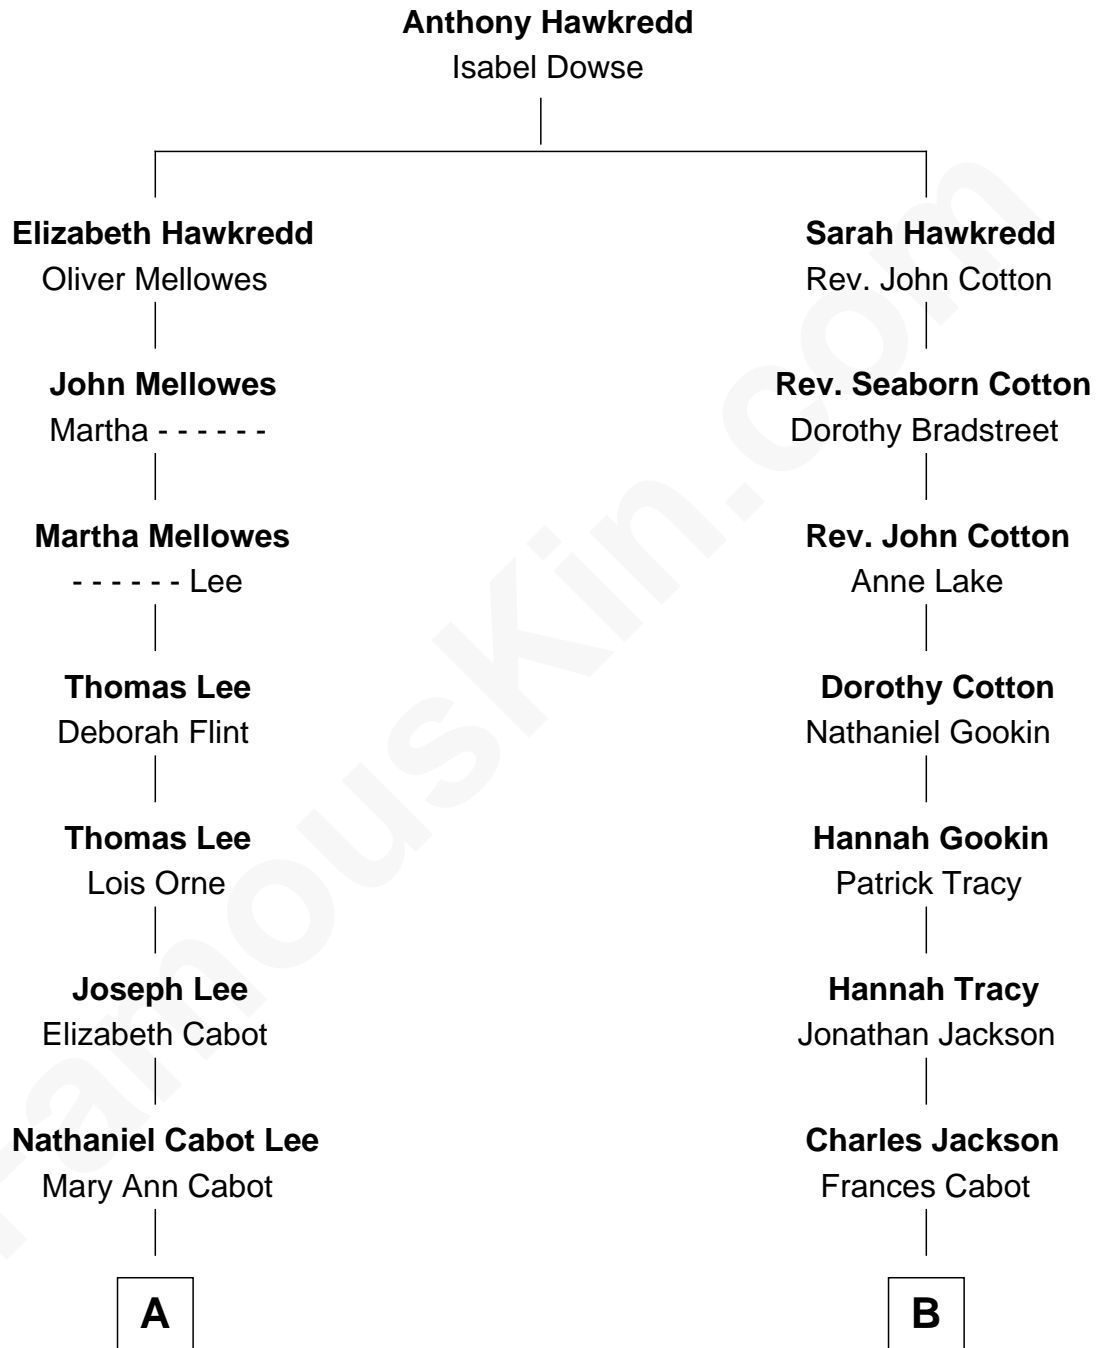 Anthony Hawkredd
Isabel Dowse
Elizabeth Hawkredd
Oliver Mellowes
Sarah Hawkredd
Rev. John Cotton
John Mellowes
Martha - - - - - -
Rev. Seaborn Cotton
Dorothy Bradstreet
Martha Mellowes
- - - - - - Lee
Rev. John Cotton
Anne Lake
Thomas Lee
Deborah Flint
Dorothy Cotton
Nathaniel Gookin
Thomas Lee
Lois Orne
Hannah Gookin
Patrick Tracy
Joseph Lee
Elizabeth Cabot
Hannah Tracy
Jonathan Jackson
Nathaniel Cabot Lee
Mary Ann Cabot
Charles Jackson
Frances Cabot
A
B
FamousKin.com